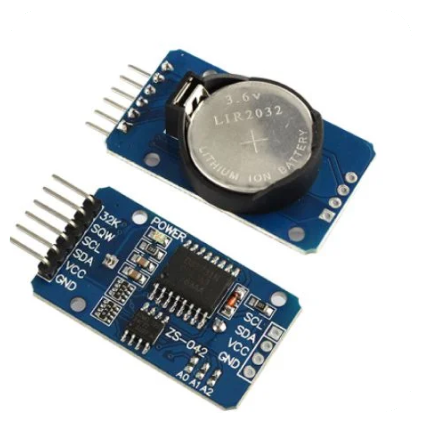 3.6v
LIR2032
LITHIUM ION BATTERY
+
32K
SQW
SCL
SDA
VCC
GND
POWER
ZS-042
SCL
SDA
VCC
GND
A0 A1 A2